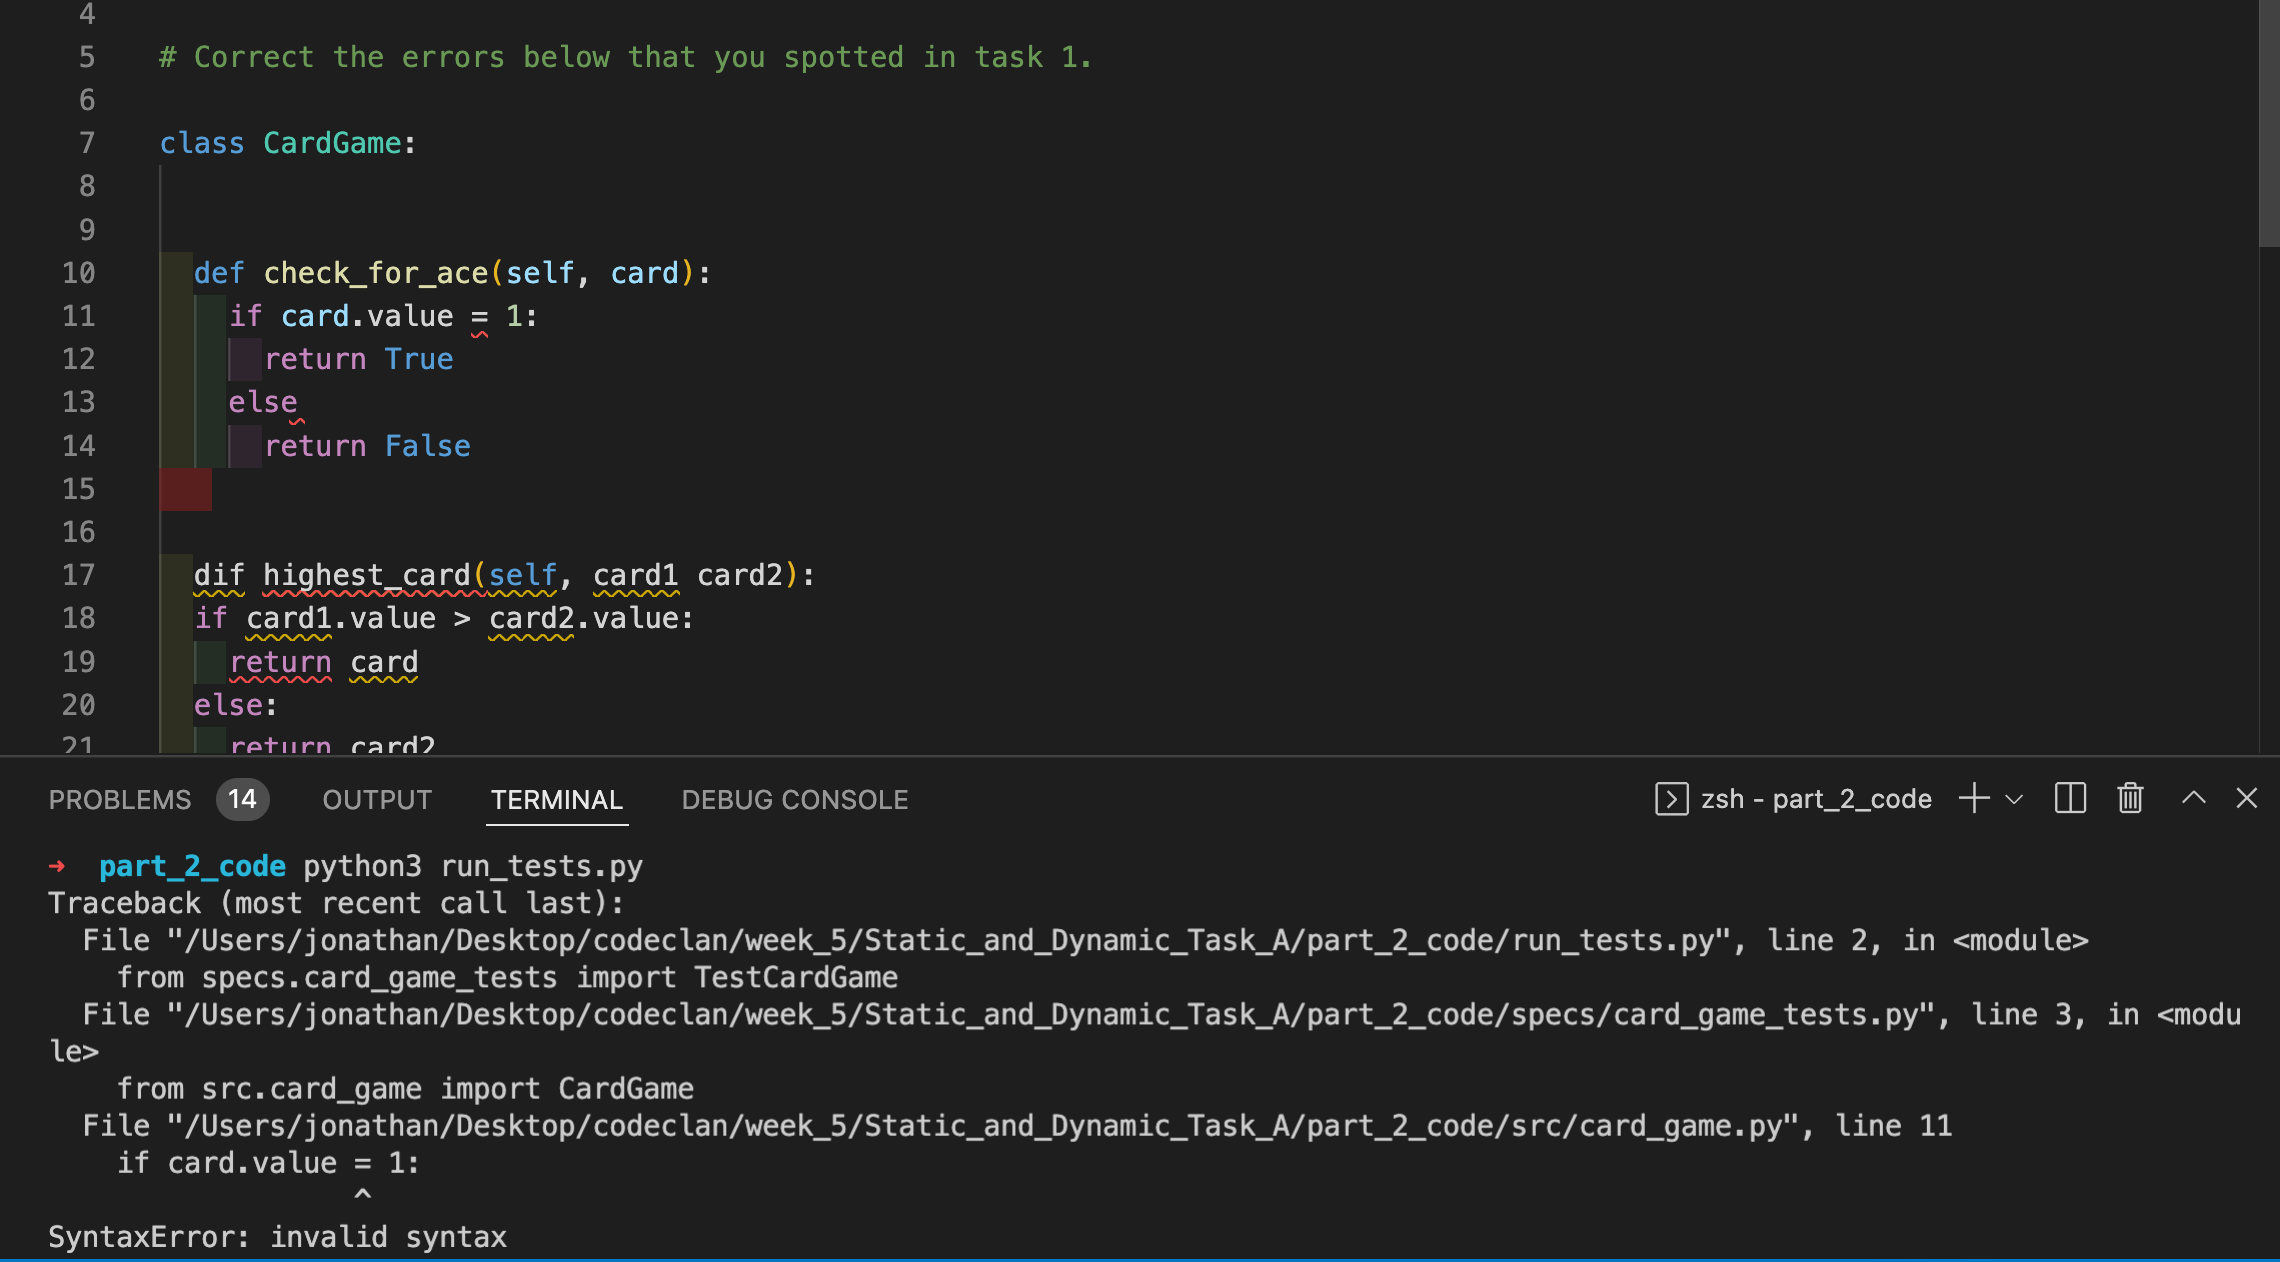 4
5 # Correct the errors below that you spotted in task 1.
6
7 class CardGame:
8
9
10 def check_for_ace(self, card):
11 if card.value = 1:
12 return True
13 else
14 return False
15
16
17 dif highest_card(self, card1 card2):
18 if card1.value > card2.value:
19 return card
20 else:
21 return card2
PROBLEMS 14 OUTPUT TERMINAL DEBUG CONSOLE zsh - part_2_code
➜ part_2_code python3 run_tests.py
Traceback (most recent call last):
File "/Users/jonathan/Desktop/codeclan/week_5/Static_and_Dynamic_Task_A/part_2_code/run_tests.py", line 2, in <module>
from specs.card_game_tests import TestCardGame
File "/Users/jonathan/Desktop/codeclan/week_5/Static_and_Dynamic_Task_A/part_2_code/specs/card_game_tests.py", line 3, in <modu
le>
from src.card_game import CardGame
File "/Users/jonathan/Desktop/codeclan/week_5/Static_and_Dynamic_Task_A/part_2_code/src/card_game.py", line 11
if card.value = 1:
^
SyntaxError: invalid syntax